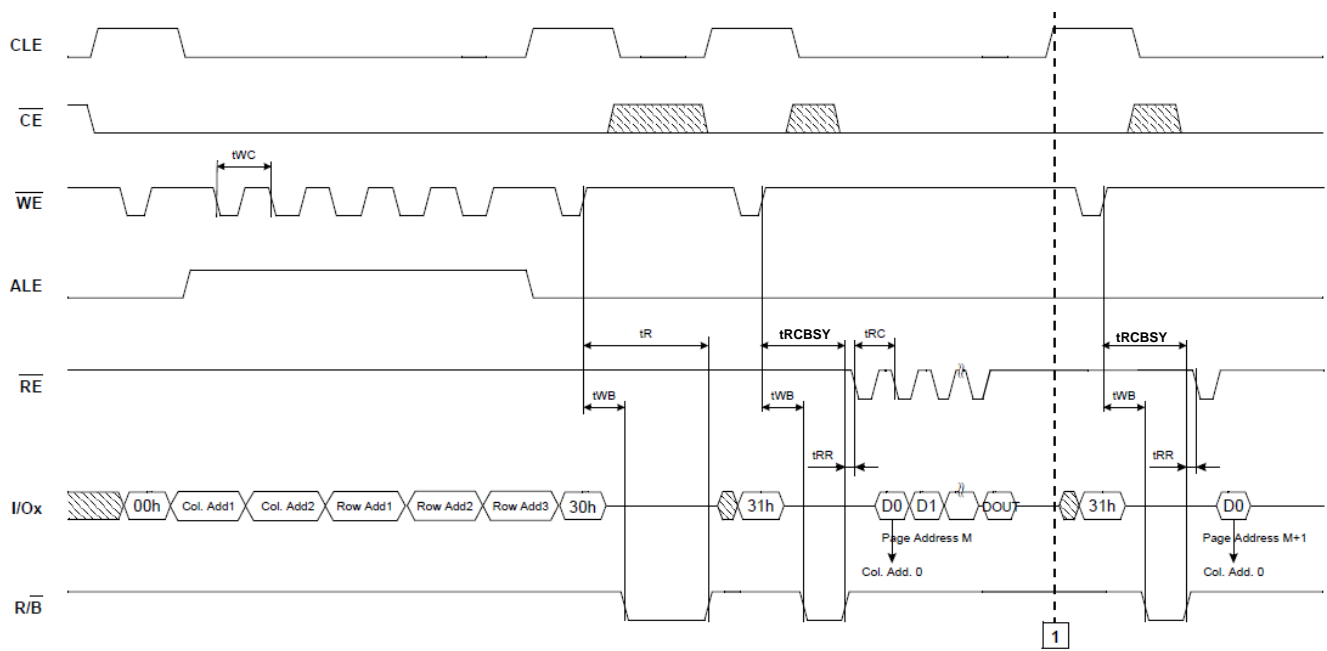 CLE
CE
tWC
WE
ALE
tR
tRCBSY
tRC
tRCBSY
RE
tWB
tWB
tWB
tRR
tRR
I/Ox
00h
Col. Add1
Col. Add2
Row Add1
Row Add2
Row Add3
30h
31h
D0
D1
DOUT
31h
D0
Page Address M
Page Address M+1
Col. Add. 0
Col. Add. 0
R/B
1